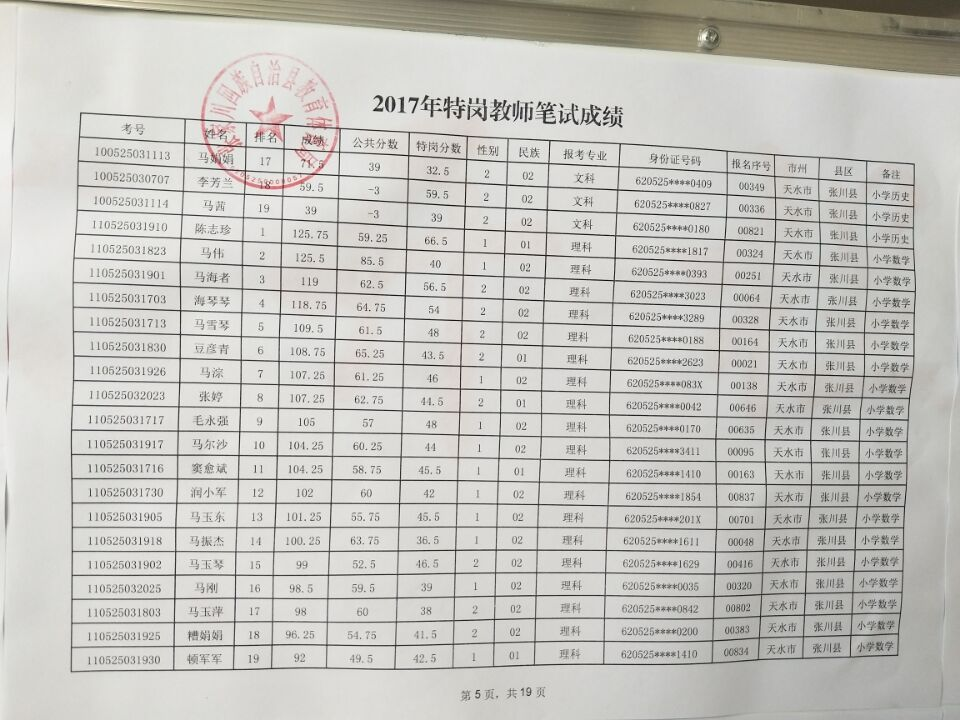 2017年特岗教师笔试成绩
考号 姓名 排名 成绩 公共分数 特岗分数 性别 民族 报考专业 身份证号码 报名序号 市州 县区 备注
100525031113 马娟娟 17 71.5 39 32.5 2 02 文科 620525****0409 00349 天水市 张川县 小学历史
100525030707 李芳兰 18 59.5 -3 59.5 2 02 文科 620525****0827 00336 天水市 张川县 小学历史
100525031114 马茜 19 39 -3 39 2 02 文科 620525****0180 00821 天水市 张川县 小学历史
110525031910 陈志珍 1 125.75 59.25 66.5 1 01 理科 620525****1817 00324 天水市 张川县 小学数学
110525031823 马伟 2 125.5 85.5 40 1 02 理科 620525****0393 00251 天水市 张川县 小学数学
110525031901 马海者 3 119 62.5 56.5 2 02 理科 620525****3023 00064 天水市 张川县 小学数学
110525031703 海琴琴 4 118.75 64.75 54 2 02 理科 620525****3289 00328 天水市 张川县 小学数学
110525031713 马雪琴 5 109.5 61.5 48 2 02 理科 620525****0188 00164 天水市 张川县 小学数学
110525031830 豆彦青 6 108.75 65.25 43.5 2 01 理科 620525****2623 00021 天水市 张川县 小学数学
110525031926 马淙 7 107.25 61.25 46 1 02 理科 620525****083X 00138 天水市 张川县 小学数学
110525032023 张婷 8 107.25 62.75 44.5 2 01 理科 620525****0042 00646 天水市 张川县 小学数学
110525031717 毛永强 9 105 57 48 1 02 理科 620525****0170 00635 天水市 张川县 小学数学
110525031917 马尔沙 10 104.25 60.25 44 1 02 理科 620525****3411 00095 天水市 张川县 小学数学
110525031716 窦愈斌 11 104.25 58.75 45.5 1 01 理科 620525****1410 00163 天水市 张川县 小学数学
110525031730 润小军 12 102 60 42 1 02 理科 620525****1854 00837 天水市 张川县 小学数学
110525031905 马玉东 13 101.25 55.75 45.5 1 02 理科 620525****201X 00701 天水市 张川县 小学数学
110525031918 马振杰 14 100.25 63.75 36.5 1 02 理科 620525****1611 00048 天水市 张川县 小学数学
110525031902 马玉琴 15 99 52.5 46.5 2 02 理科 620525****1629 00416 天水市 张川县 小学数学
110525032025 马刚 16 98.5 59.5 39 1 02 理科 620525****0035 00320 天水市 张川县 小学数学
110525031803 马玉萍 17 98 60 38 2 02 理科 620525****0842 00802 天水市 张川县 小学数学
110525031925 糟娟娟 18 96.25 54.75 41.5 2 02 理科 620525****0200 00383 天水市 张川县 小学数学
110525031930 顿军军 19 92 49.5 42.5 1 01 理科 620525****1410 00834 天水市 张川县 小学数学
第 5 页, 共 19 页